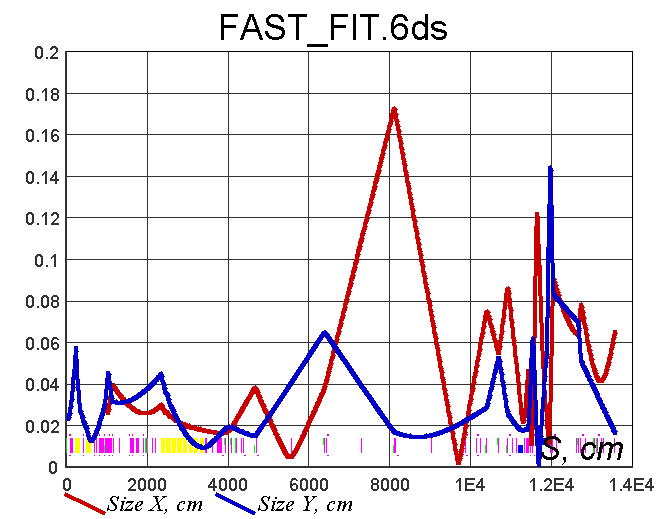 FAST_FIT.6ds
0.2
0.18
0.16
0.14
0.12
0.1
0.08
0.06
0.04
0.02
0
S, cm
0 2000 4000 6000 8000 1E4 1.2E4 1.4E4
Size X, cm Size Y, cm